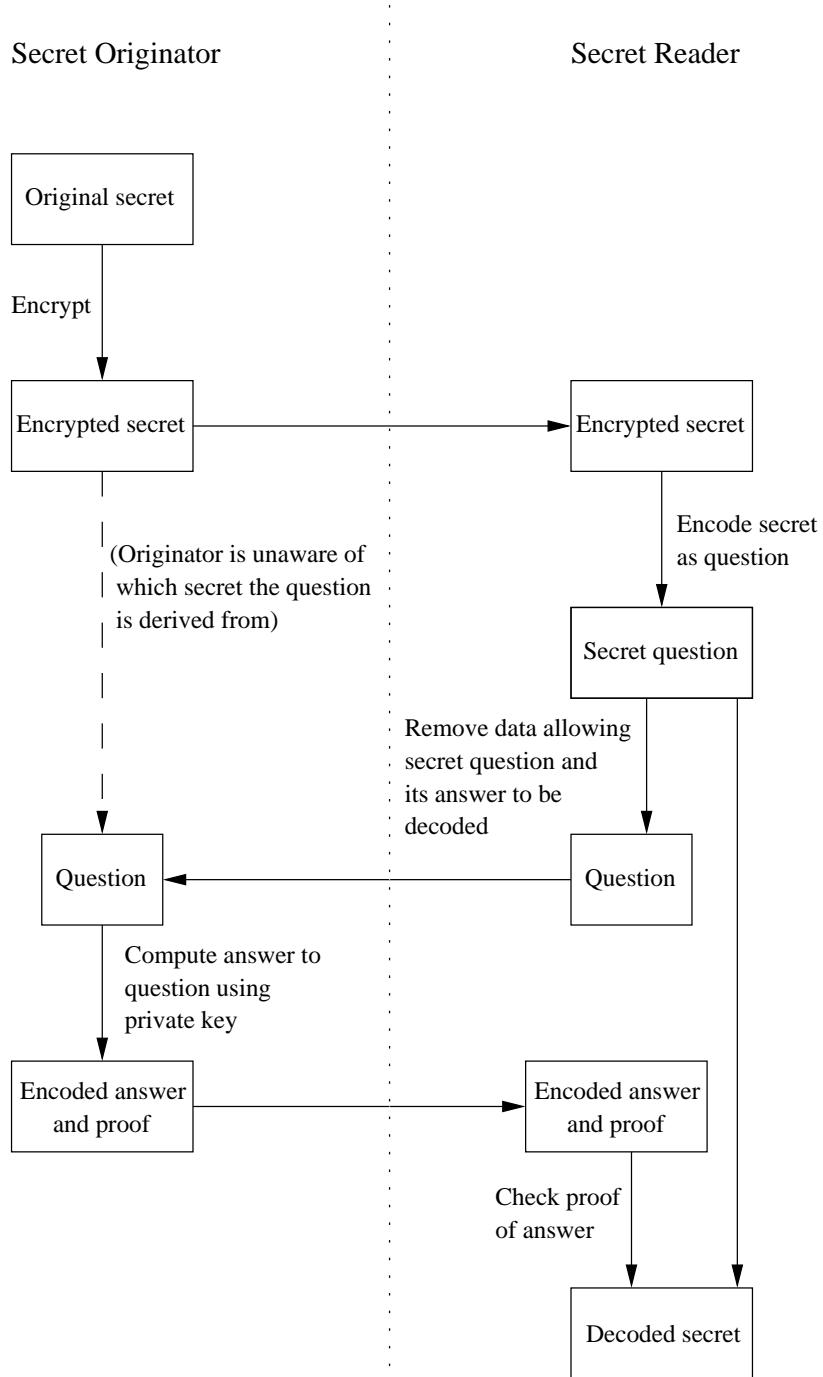 Secret Originator
Secret Reader
Original secret
Encrypt
Encrypted secret
Encrypted secret
Encode secret
as question
(Originator is unaware of
which secret the question
is derived from)
Secret question
Remove data allowing
secret question and
its answer to be
decoded
Question
Question
Compute answer to
question using
private key
Encoded answer
and proof
Encoded answer
and proof
Check proof
of answer
Decoded secret